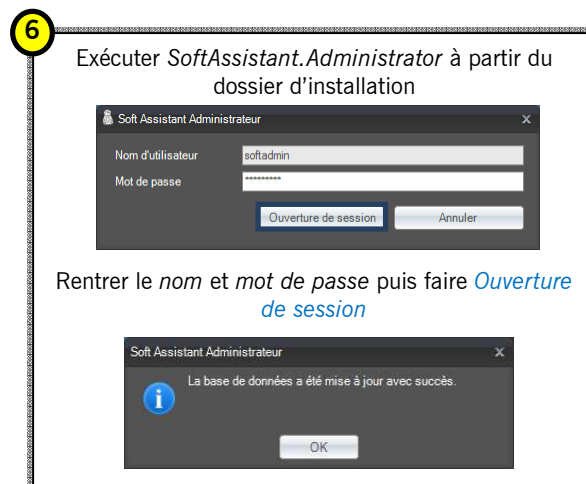 6
Exécuter SoftAssistant.Administrator à partir du
dossier d'installation
Soft Assistant Administrateur x
Nom d'utilisateur softadmin
Mot de passe *********
Ouverture de session Annuler
Rentrer le nom et mot de passe puis faire Ouverture
de session
Soft Assistant Administrateur x
La base de données a été mise à jour avec succès.
OK